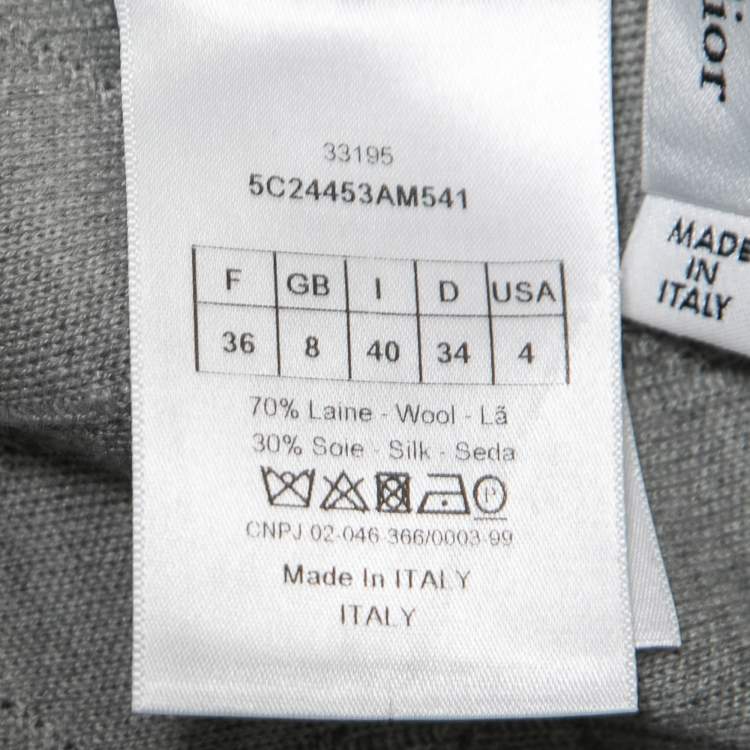 33195
5C24453AM541
F GB I D USA
36 8 40 34 4
70% Laine - Wool - Lã
30% Soie - Silk - Seda
P
CNPJ 02-046 366/0003-99
Made In ITALY
ITALY
ior
MADE
IN
ITALY